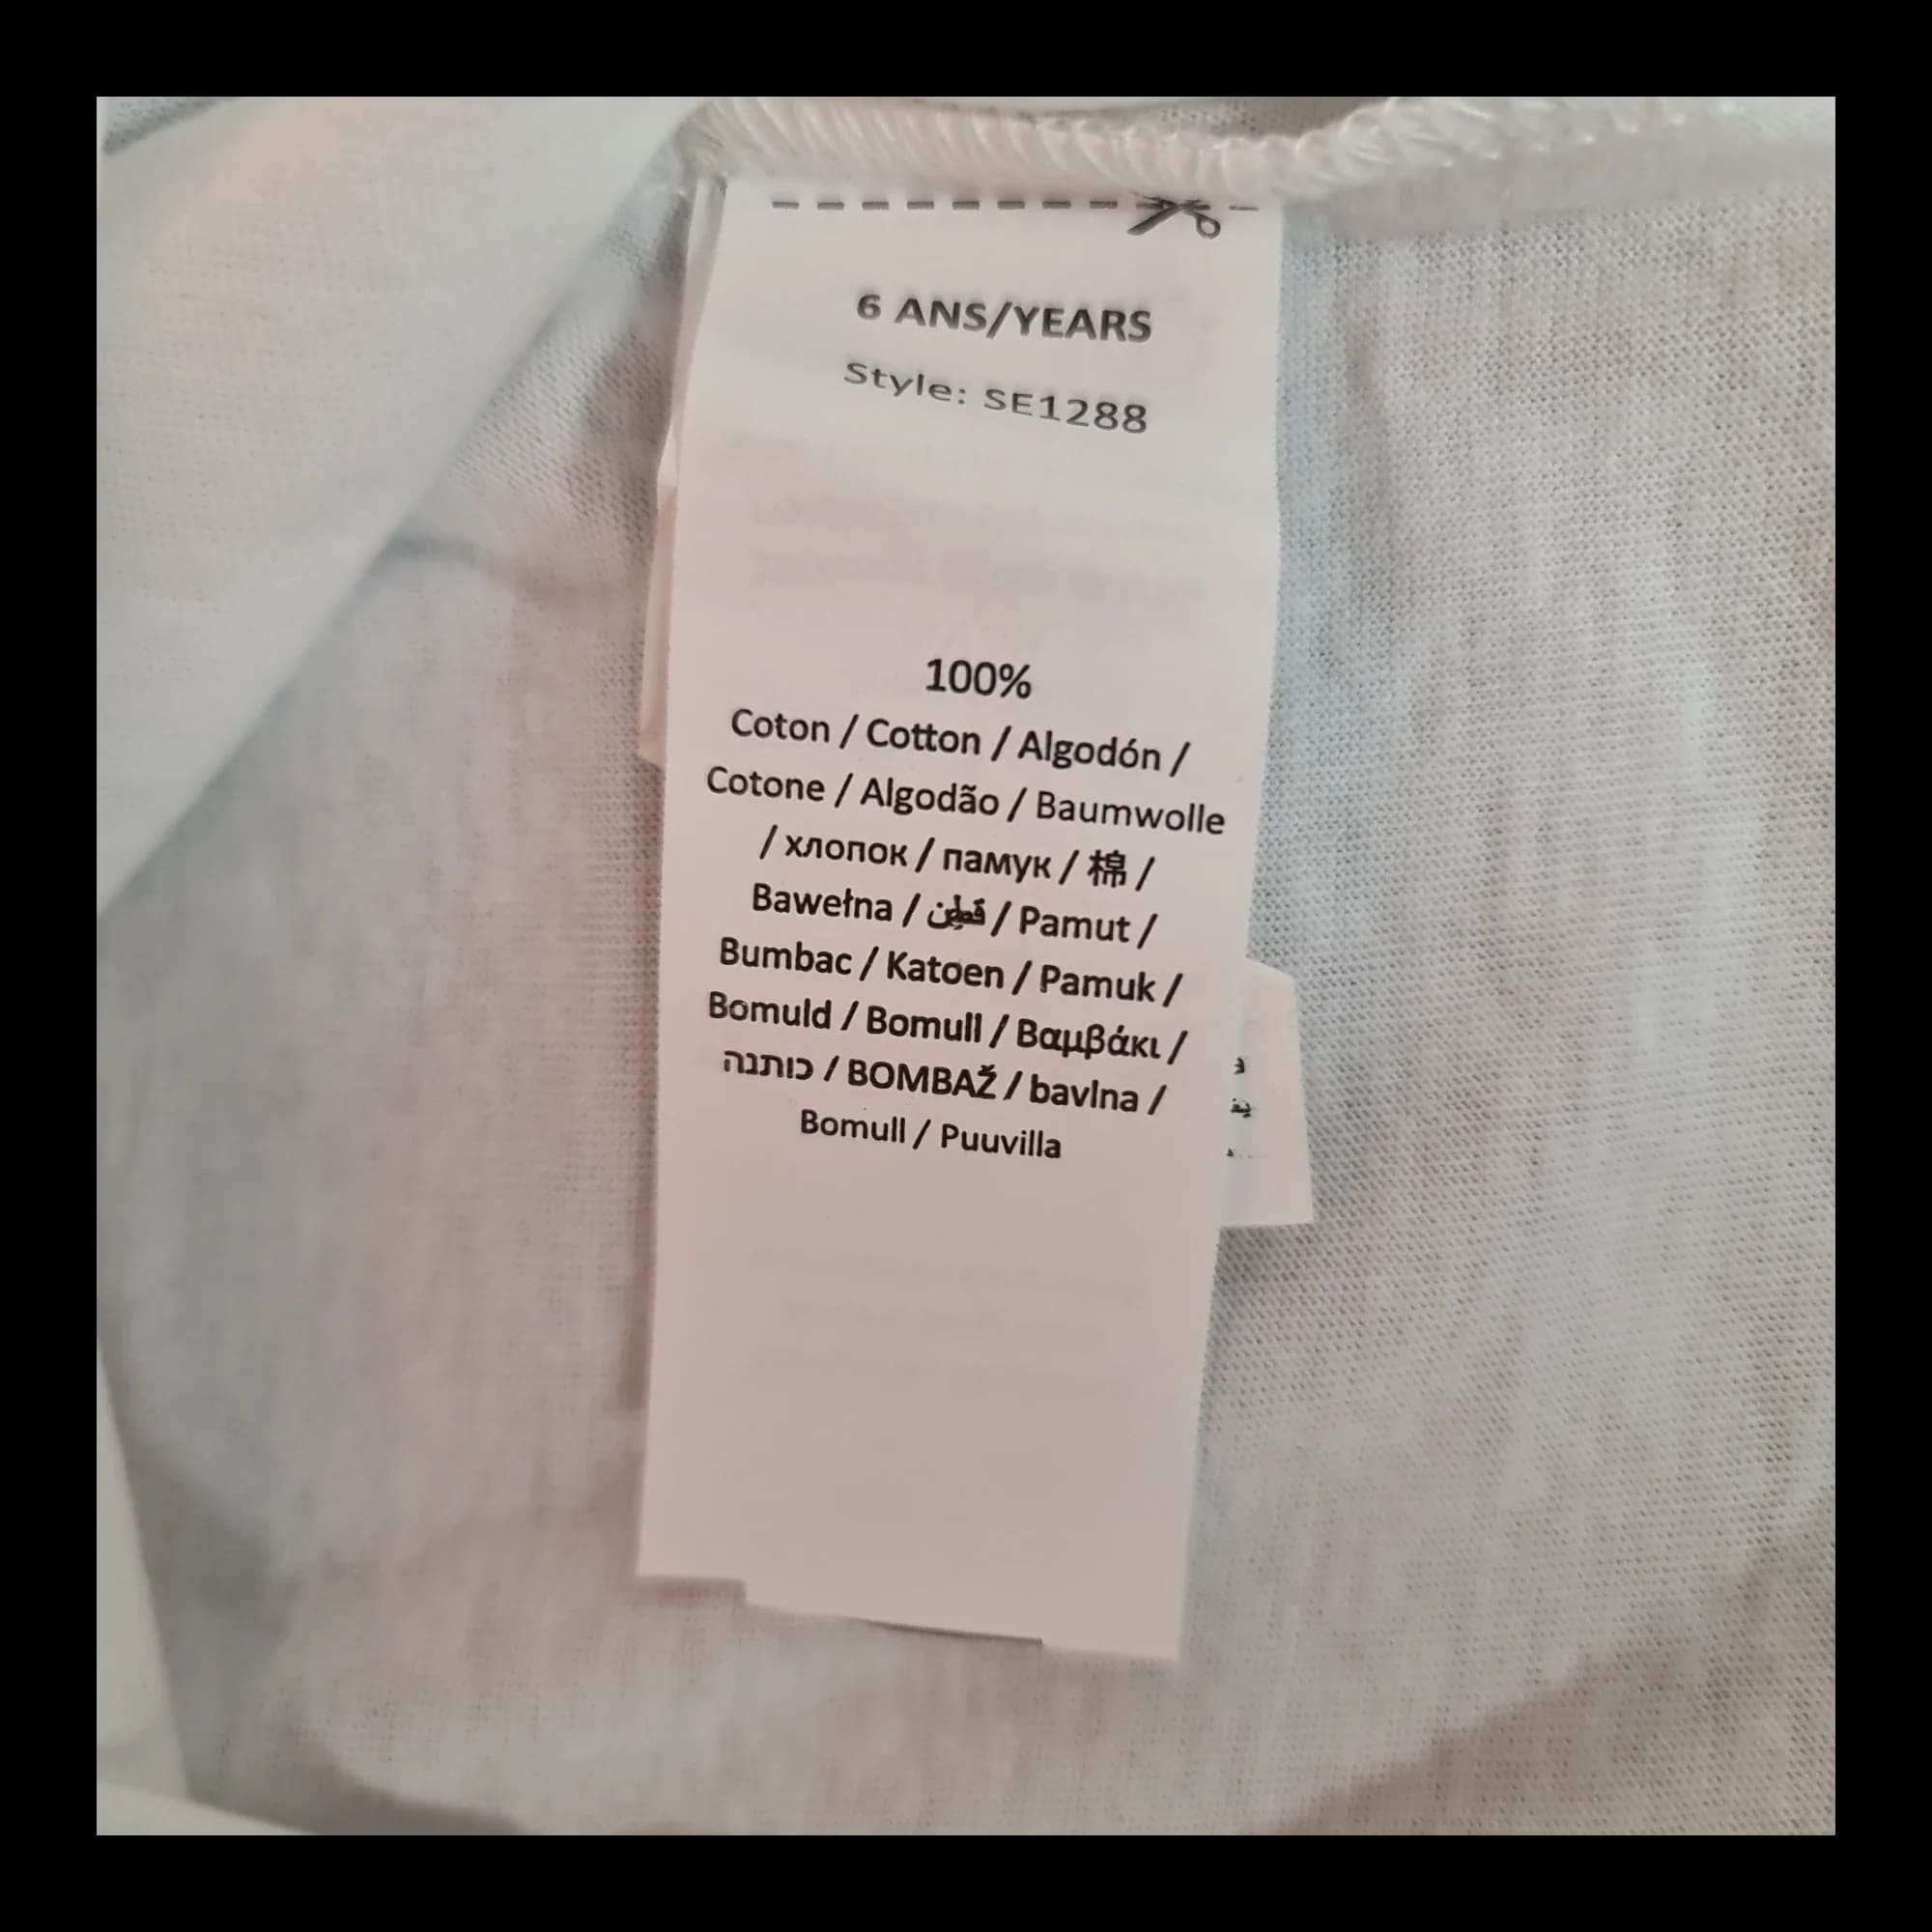 6 ANS/YEARS
Style: SE1288
100%
Coton / Cotton / Algodón /
Cotone / Algodão / Baumwolle
/ хлопок / памук / 棉 /
Bawełna / قطن / Pamut /
Bumbac / Katoen / Pamuk /
Bomuld / Bomull / Βαμβάκι /
כותנה / BOMBAŽ / bavlna /
Bomull / Puuvilla